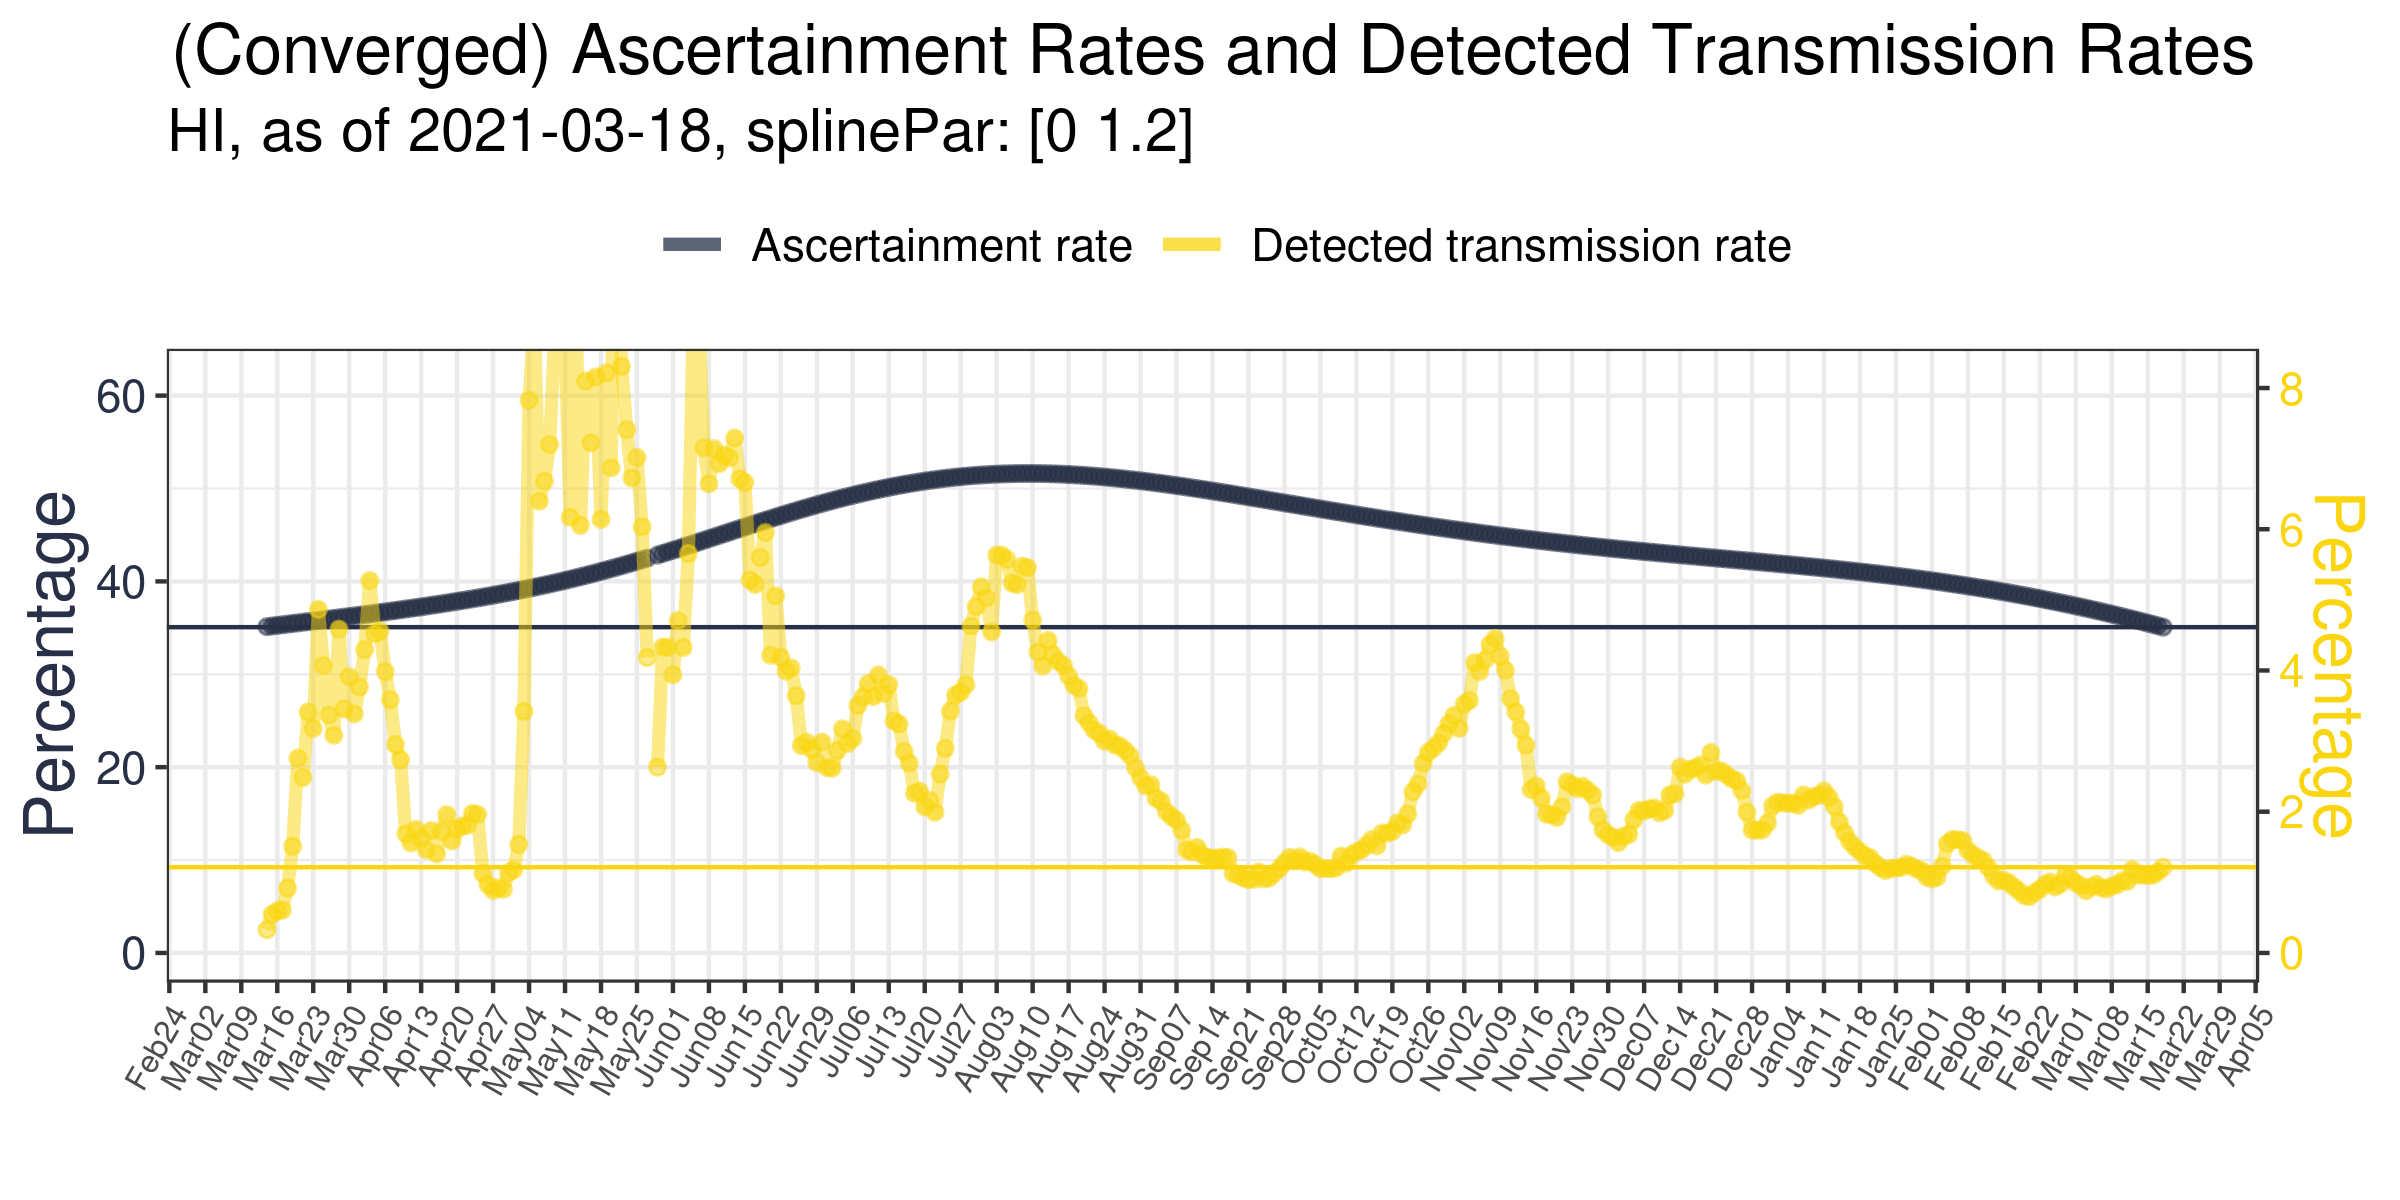 (Converged) Ascertainment Rates and Detected Transmission Rates
HI, as of 2021-03-18, splinePar: [0 1.2]
Ascertainment rate Detected transmission rate
Percentage
60
40
20
0
8
6
4
2
0
Percentage
Feb24 Mar02 Mar09 Mar16 Mar23 Mar30 Apr06 Apr13 Apr20 Apr27 May04 May11 May18 May25 Jun01 Jun08 Jun15 Jun22 Jun29 Jul06 Jul13 Jul20 Jul27 Aug03 Aug10 Aug17 Aug24 Aug31 Sep07 Sep14 Sep21 Sep28 Oct05 Oct12 Oct19 Oct26 Nov02 Nov09 Nov16 Nov23 Nov30 Dec07 Dec14 Dec21 Dec28 Jan04 Jan11 Jan18 Jan25 Feb01 Feb08 Feb15 Feb22 Mar01 Mar08 Mar15 Mar22 Mar29 Apr05